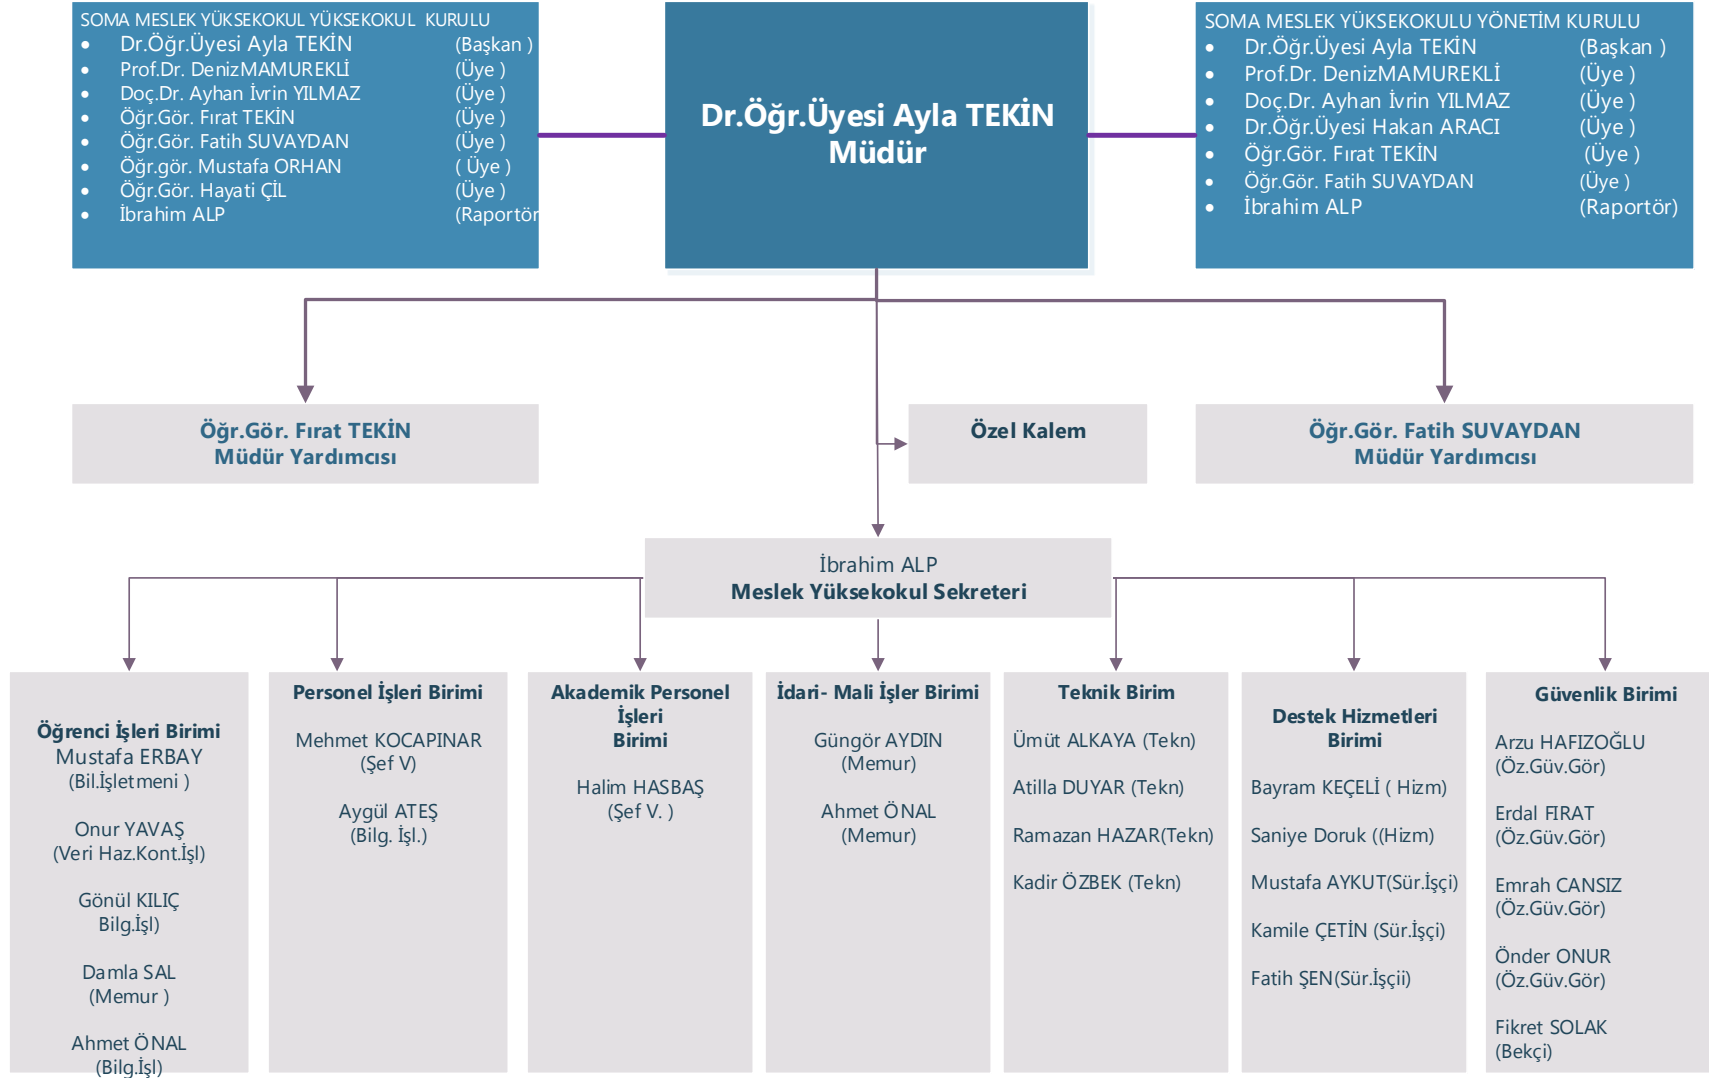 SOMA MESLEK YÜKSEKOKUL YÜKSEKOKUL KURULU
• Dr.Öğr.Üyesi Ayla TEKİN (Başkan )
• Prof.Dr. DenizMAMUREKLİ (Üye )
• Doç.Dr. Ayhan İvrin YILMAZ (Üye )
• Öğr.Gör. Fırat TEKİN (Üye )
• Öğr.Gör. Fatih SUVAYDAN (Üye )
• Öğr.gör. Mustafa ORHAN ( Üye )
• Öğr.Gör. Hayati ÇİL (Üye )
• İbrahim ALP (Raportör
Dr.Öğr.Üyesi Ayla TEKİN
Müdür
SOMA MESLEK YÜKSEKOKULU YÖNETİM KURULU
• Dr.Öğr.Üyesi Ayla TEKİN (Başkan )
• Prof.Dr. DenizMAMUREKLİ (Üye )
• Doç.Dr. Ayhan İvrin YILMAZ (Üye )
• Dr.Öğr.Üyesi Hakan ARACI (Üye )
• Öğr.Gör. Fırat TEKİN (Üye )
• Öğr.Gör. Fatih SUVAYDAN (Üye )
• İbrahim ALP (Raportör)
Öğr.Gör. Fırat TEKİN
Müdür Yardımcısı
Özel Kalem
Öğr.Gör. Fatih SUVAYDAN
Müdür Yardımcısı
İbrahim ALP
Meslek Yüksekokul Sekreteri
Öğrenci İşleri Birimi
Mustafa ERBAY
(Bil.İşletmeni )
Onur YAVAŞ
(Veri Haz.Kont.İşl)
Gönül KILIÇ
Bilg.İşl)
Damla SAL
(Memur )
Ahmet ÖNAL
(Bilg.İşl)
Personel İşleri Birimi
Mehmet KOCAPINAR
(Şef V)
Aygül ATEŞ
(Bilg. İşl.)
Akademik Personel
İşleri
Birimi
Halim HASBAŞ
(Şef V. )
İdari- Mali İşler Birimi
Güngör AYDIN
(Memur)
Ahmet ÖNAL
(Memur)
Teknik Birim
Ümüt ALKAYA (Tekn)
Atilla DUYAR (Tekn)
Ramazan HAZAR(Tekn)
Kadir ÖZBEK (Tekn)
Destek Hizmetleri
Birimi
Bayram KEÇELİ ( Hizm)
Saniye Doruk ((Hizm)
Mustafa AYKUT(Sür.İşçi)
Kamile ÇETİN (Sür.İşçi)
Fatih ŞEN(Sür.İşçii)
Güvenlik Birimi
Arzu HAFIZOĞLU
(Öz.Güv.Gör)
Erdal FIRAT
(Öz.Güv.Gör)
Emrah CANSIZ
(Öz.Güv.Gör)
Önder ONUR
(Öz.Güv.Gör)
Fikret SOLAK
(Bekçi)